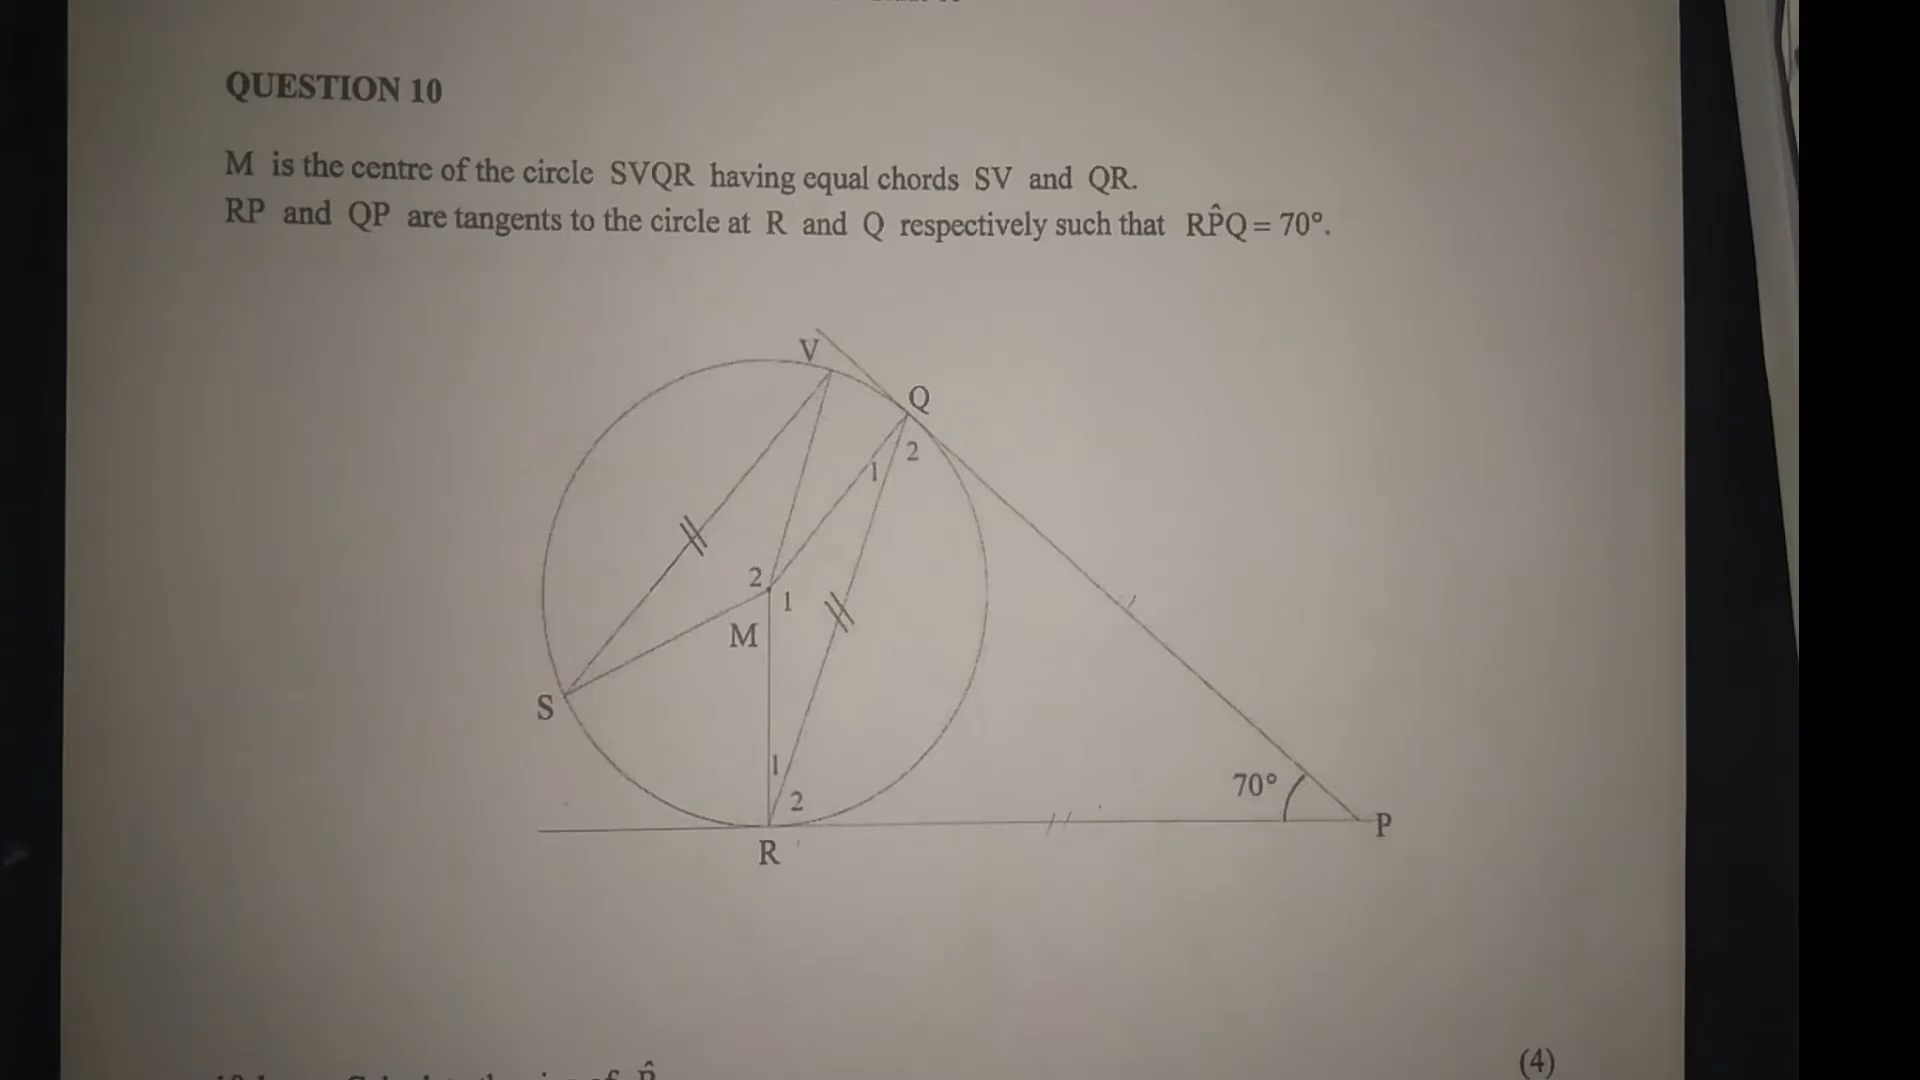 QUESTION 10
M is the centre of the circle SVQR having equal chords SV and QR.
RP and QP are tangents to the circle at R and Q respectively such that RP̂Q = 70°.
V
Q
2
1
2
1
M
S
1
2
70°
P
R
(4)